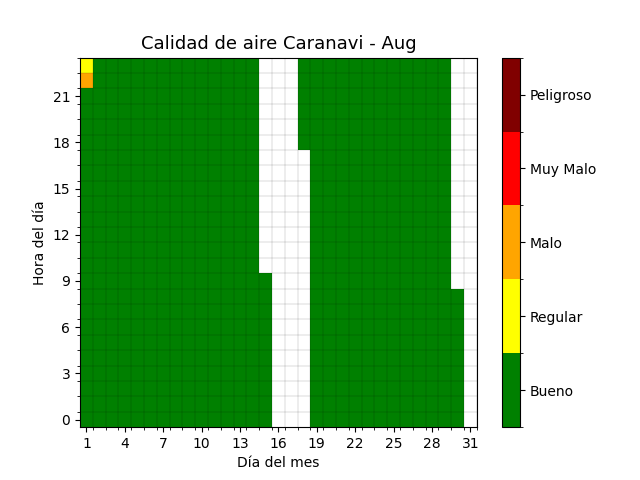 Calidad de aire Caranavi - Aug
Hora del día
21
18
15
12
9
6
3
0
1 4 7 10 13 16 19 22 25 28 31
Día del mes
Peligroso
Muy Malo
Malo
Regular
Bueno